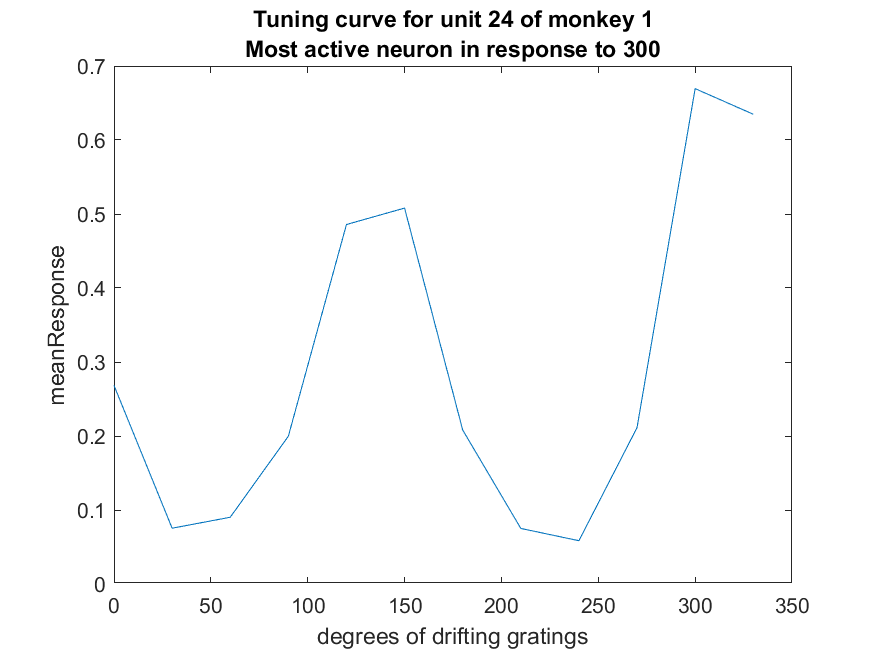 Tuning curve for unit 24 of monkey 1
Most active neuron in response to 300
0.7
0.6
0.5
0.4
0.3
0.2
0.1
0
meanResponse
0 50 100 150 200 250 300 350
degrees of drifting gratings